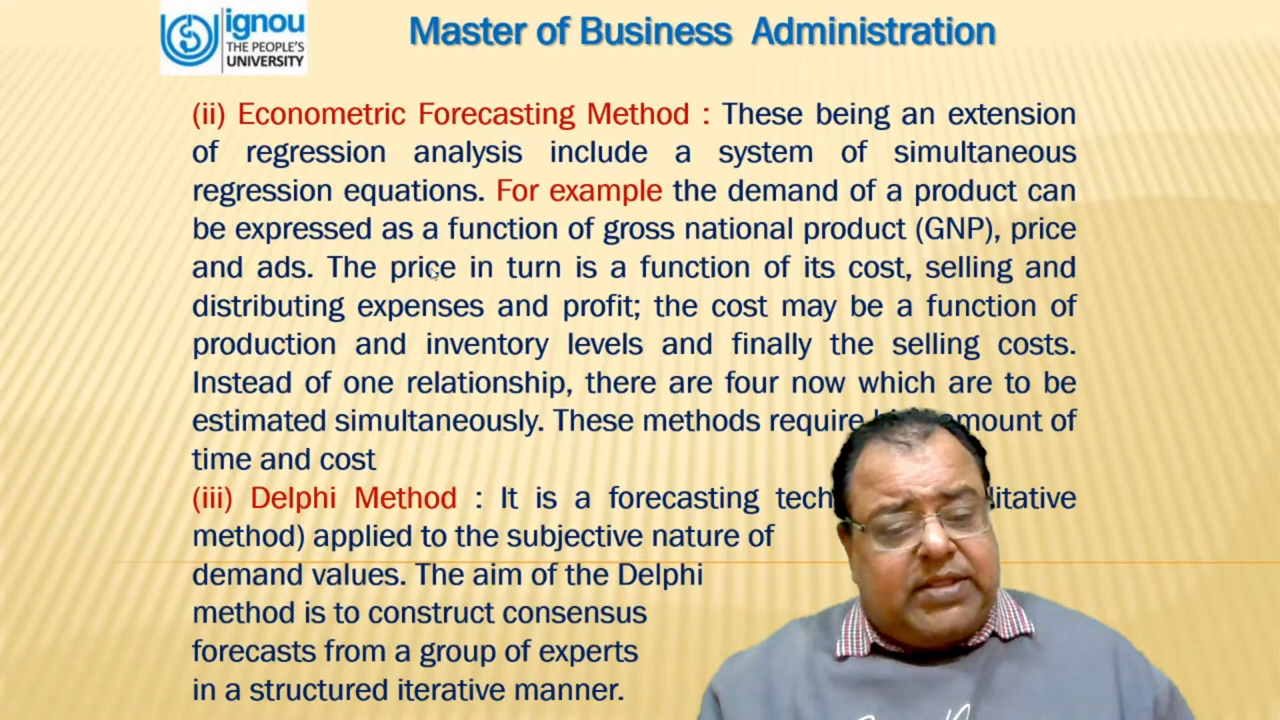 ignou
THE PEOPLE'S
UNIVERSITY
Master of Business Administration
(ii) Econometric Forecasting Method : These being an extension
of regression analysis include a system of simultaneous
regression equations. For example the demand of a product can
be expressed as a function of gross national product (GNP), price
and ads. The price in turn is a function of its cost, selling and
distributing expenses and profit; the cost may be a function of
production and inventory levels and finally the selling costs.
Instead of one relationship, there are four now which are to be
estimated simultaneously. These methods require of
time and cost
(iii) Delphi Method : It is a forecasting
method) applied to the subjective nature of
demand values. The aim of the Delphi
method is to construct consensus
forecasts from a group of experts
in a structured iterative manner.